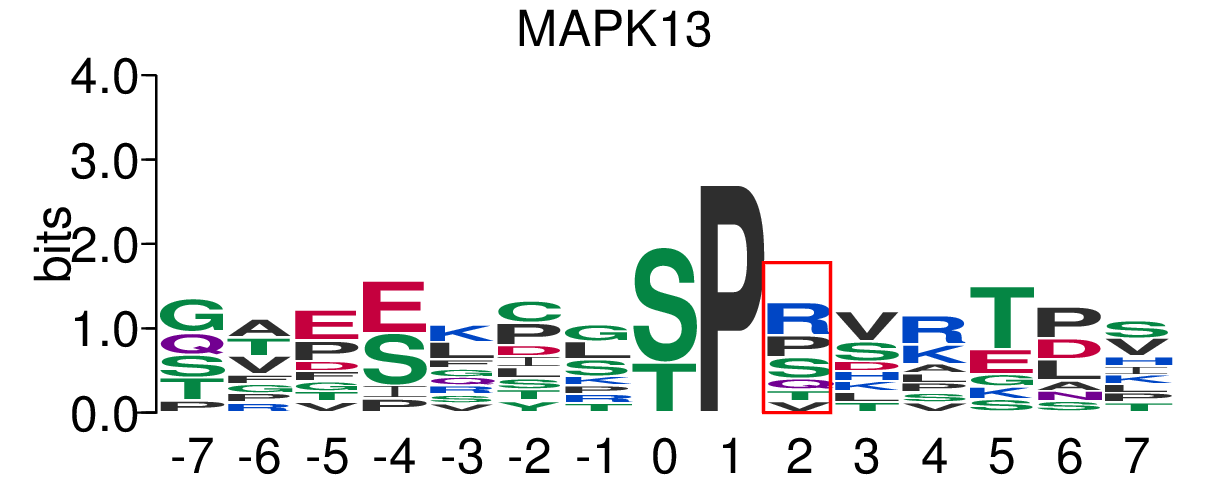 MAPK13
bits
4.0
3.0
2.0
1.0
0.0
G Q S T P
A T V F G P R
E P D F G T V
E S I P
K L F G Q R S V
C P D I L S T Y
G L S K P R T
S T
P
R P S Q T V
V S D H K L T
R K A L P V
T E G K S
P D L A N S
S V H I K L P T
-7 -6 -5 -4 -3 -2 -1 0 1 2 3 4 5 6 7